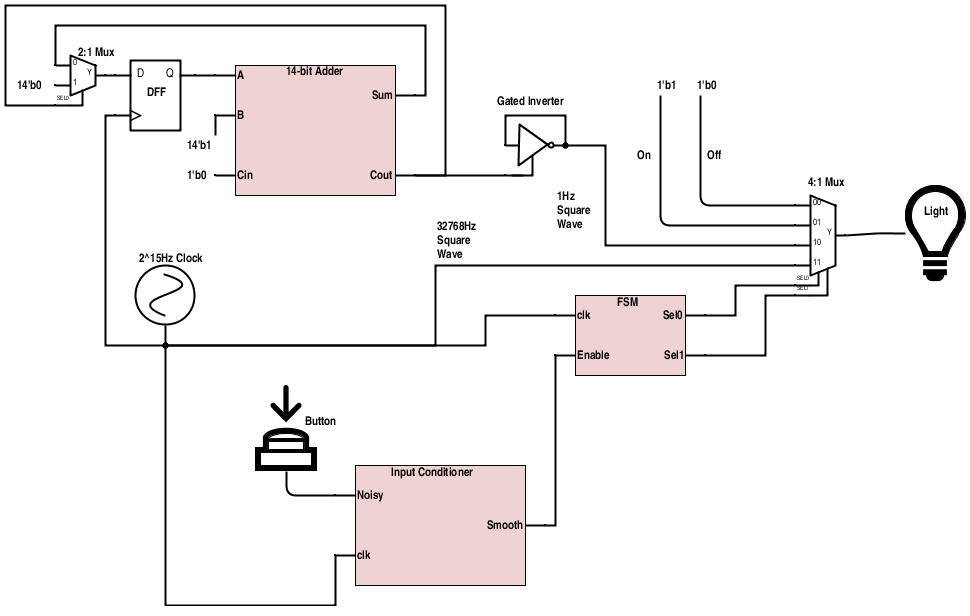 2:1 Mux
0
Y
1
SEL0
14'b0
D
Q
DFF
14-bit Adder
A
Sum
B
14'b1
1'b0
Cin
Cout
Gated Inverter
1'b1
1'b0
On
Off
4:1 Mux
00
01
Y
10
11
SEL0
SEL1
Light
1Hz
Square
Wave
32768Hz
Square
Wave
2^15Hz Clock
FSM
clk
Sel0
Enable
Sel1
Button
Input Conditioner
Noisy
Smooth
clk